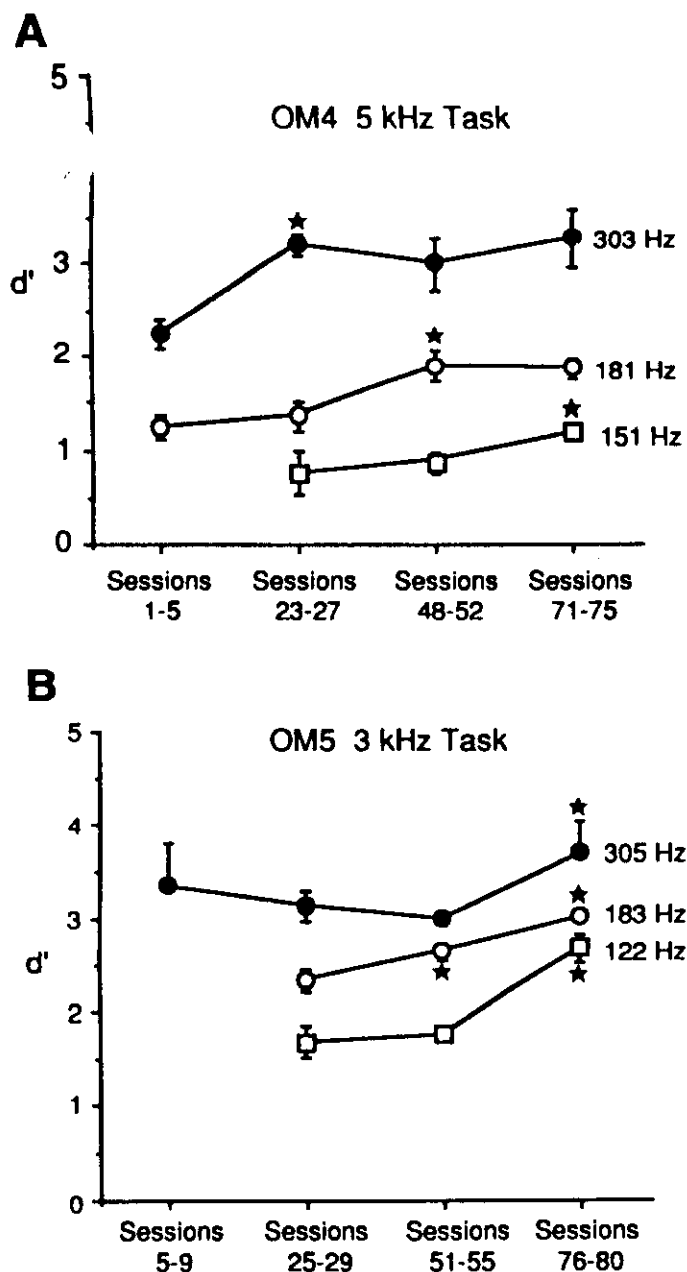 A
5
OM4 5 kHz Task
3
303 Hz
d'
2
181 Hz
151 Hz
1
0
Sessions Sessions Sessions Sessions
1-5 23-27 48-52 71-75
B
5
OM5 3 kHz Task
4
305 Hz
3
183 Hz
122 Hz
d'
2
1
0
Sessions Sessions Sessions Sessions
5-9 25-29 51-55 76-80